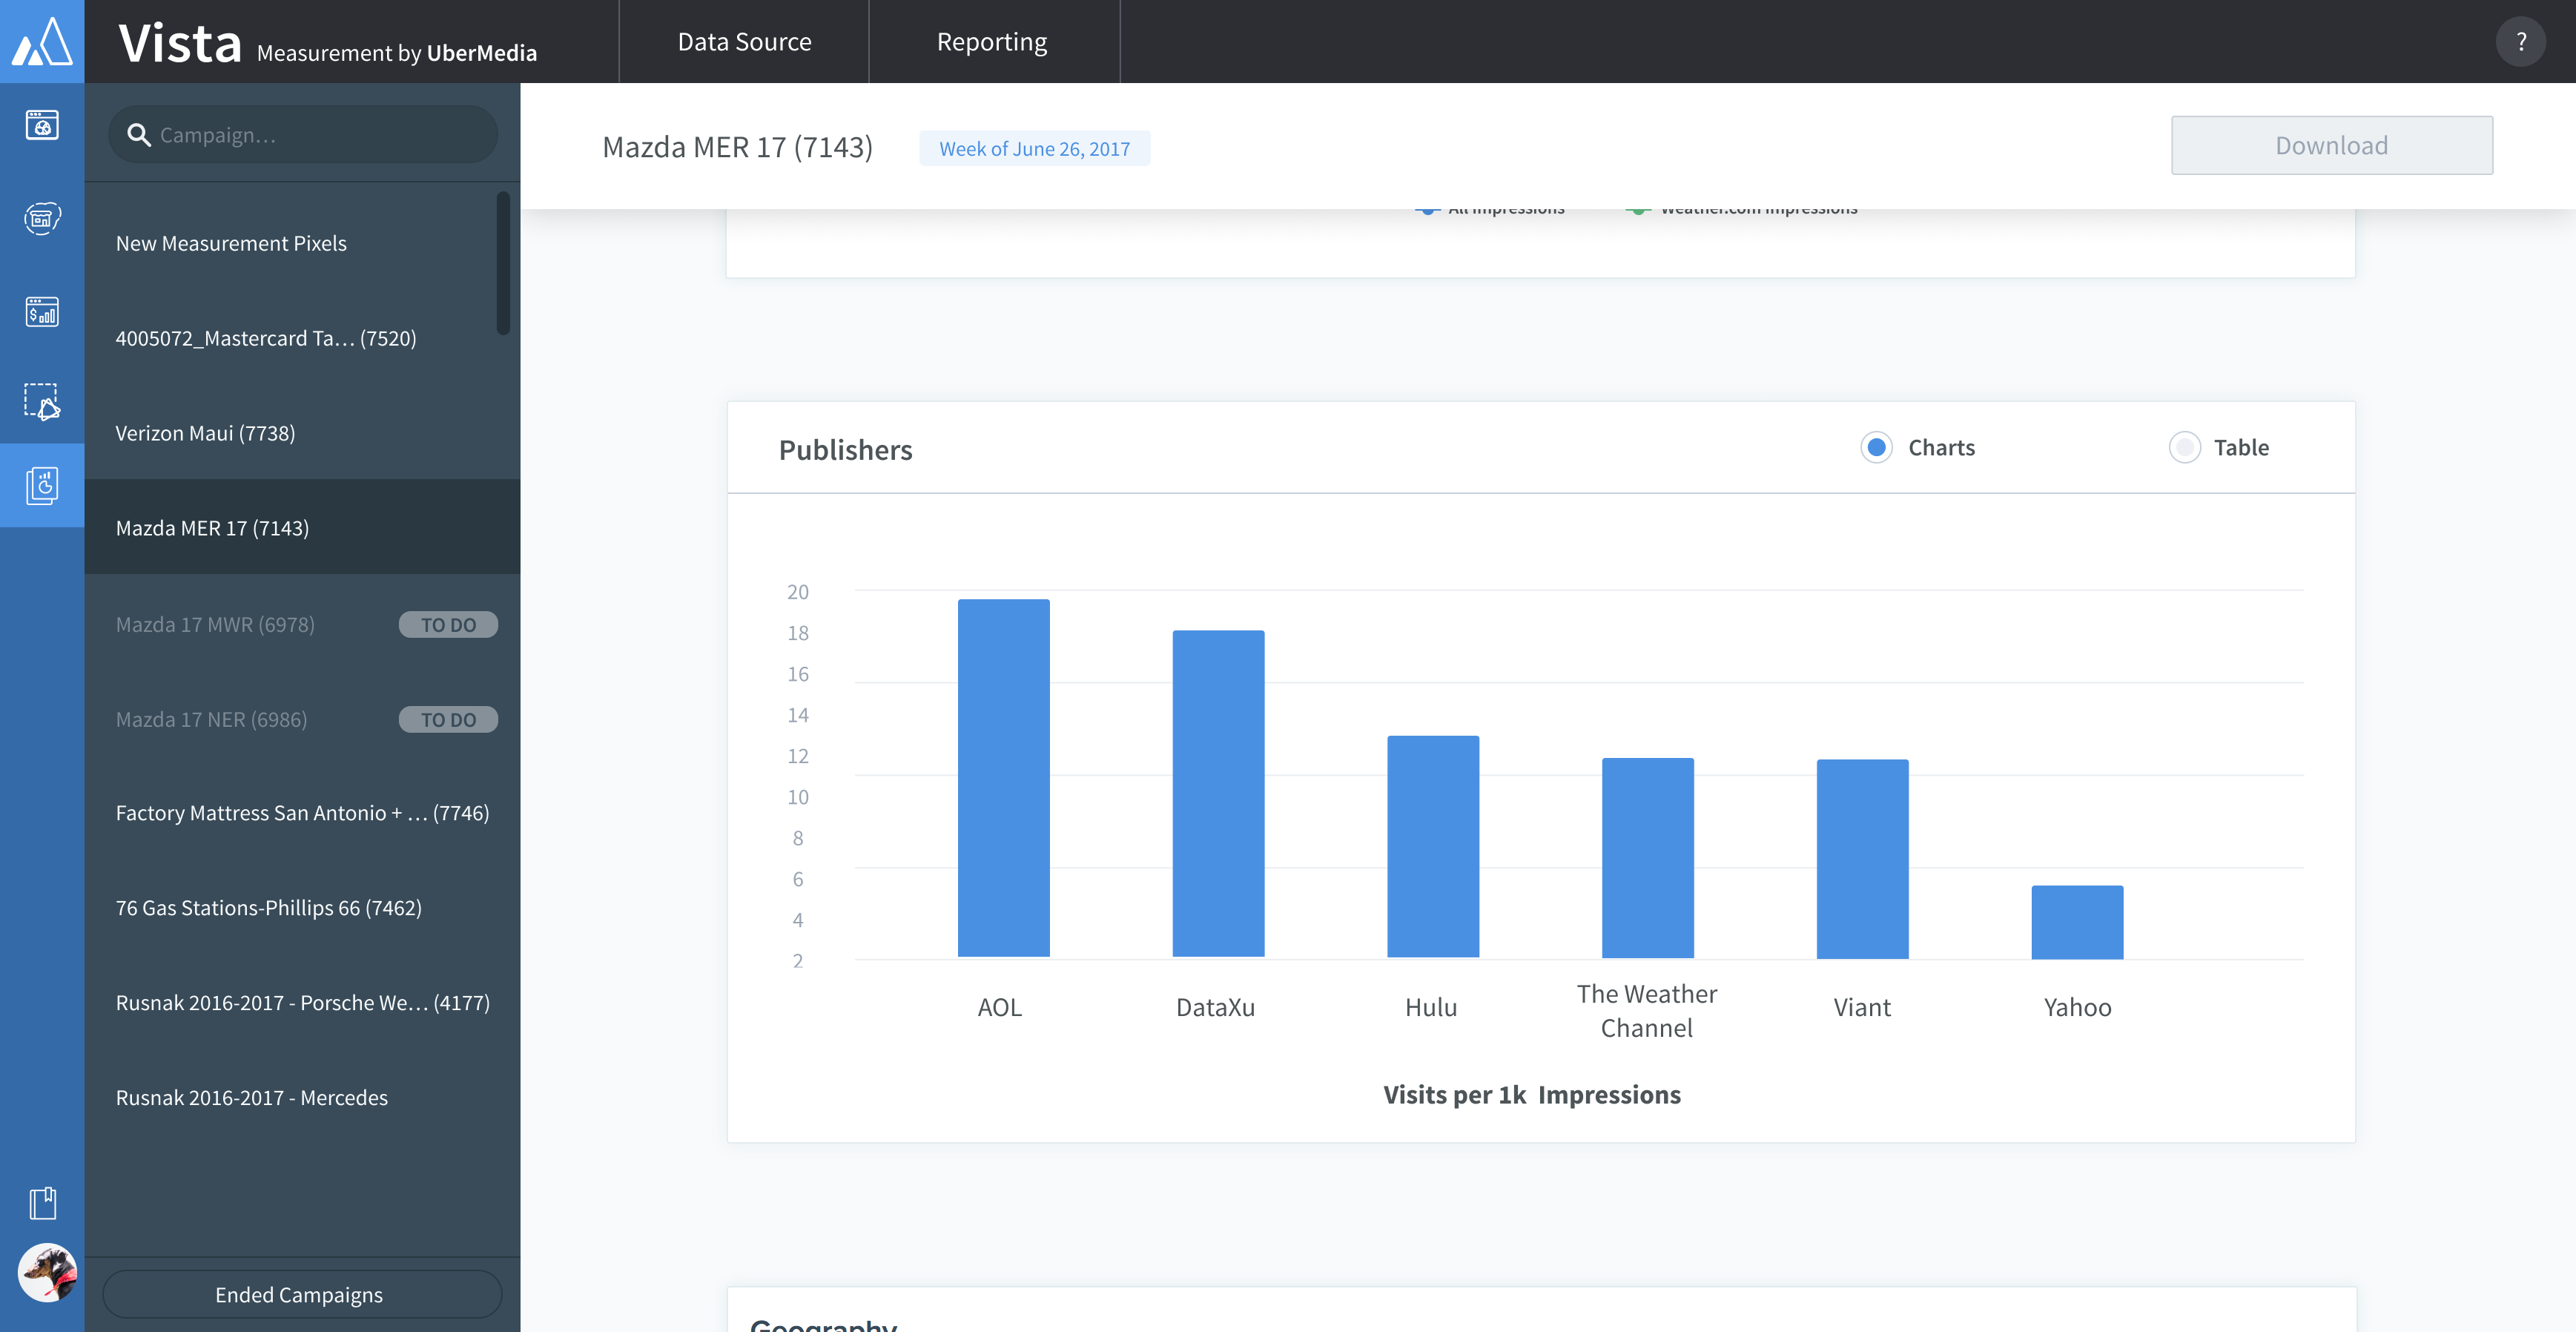 Vista Measurement by UberMedia
Data Source
Reporting
?
Campaign...
New Measurement Pixels
4005072_Mastercard Ta... (7520)
Verizon Maui (7738)
Mazda MER 17 (7143)
Mazda 17 MWR (6978)
TO DO
Mazda 17 NER (6986)
TO DO
Factory Mattress San Antonio + ... (7746)
76 Gas Stations-Phillips 66 (7462)
Rusnak 2016-2017 - Porsche We... (4177)
Rusnak 2016-2017 - Mercedes
Ended Campaigns
Mazda MER 17 (7143)
Week of June 26, 2017
Download
All Impressions
Weather.com Impressions
Publishers
Charts
Table
20
18
16
14
12
10
8
6
4
2
AOL
DataXu
Hulu
The Weather
Channel
Viant
Yahoo
Visits per 1k Impressions
Geography